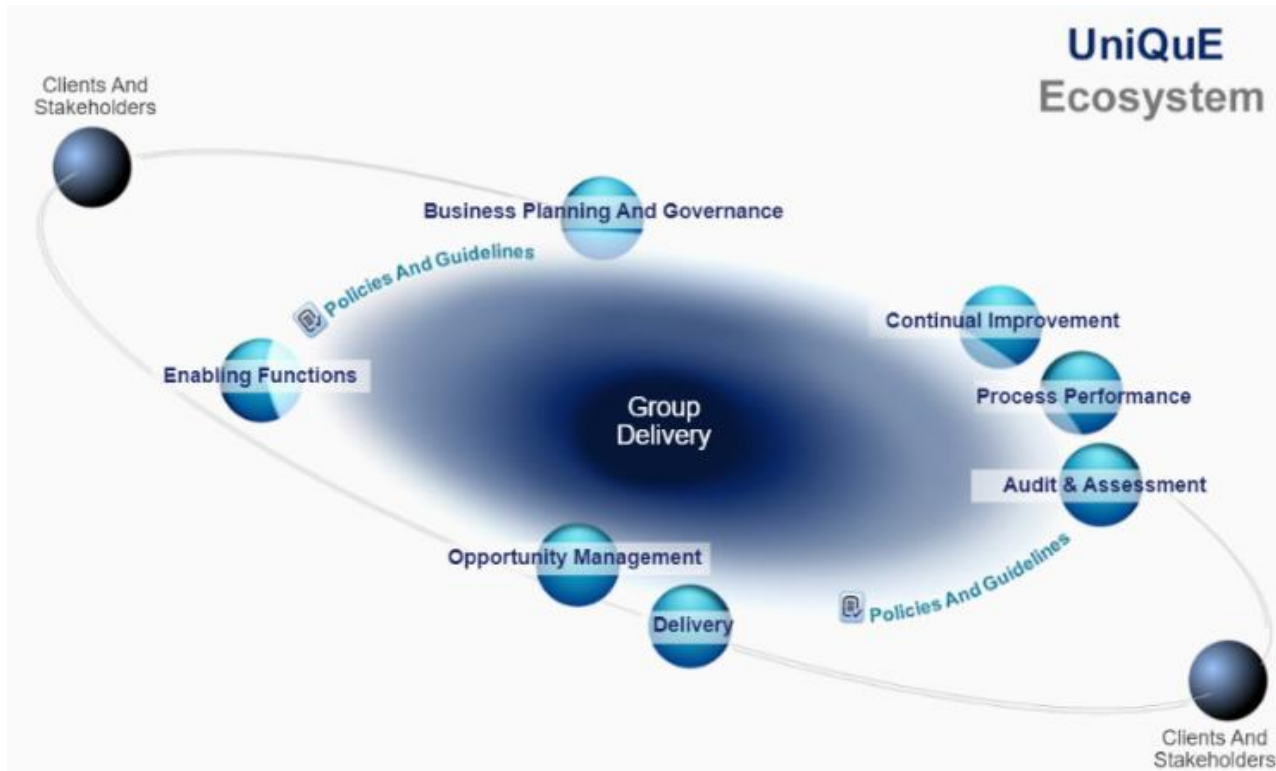 UniQuE
Ecosystem
Clients And
Stakeholders
Business Planning And Governance
Policies And Guidelines
Continual Improvement
Enabling Functions
Process Performance
Group
Delivery
Audit & Assessment
Opportunity Management
Policies And Guidelines
Delivery
Clients And
Stakeholders